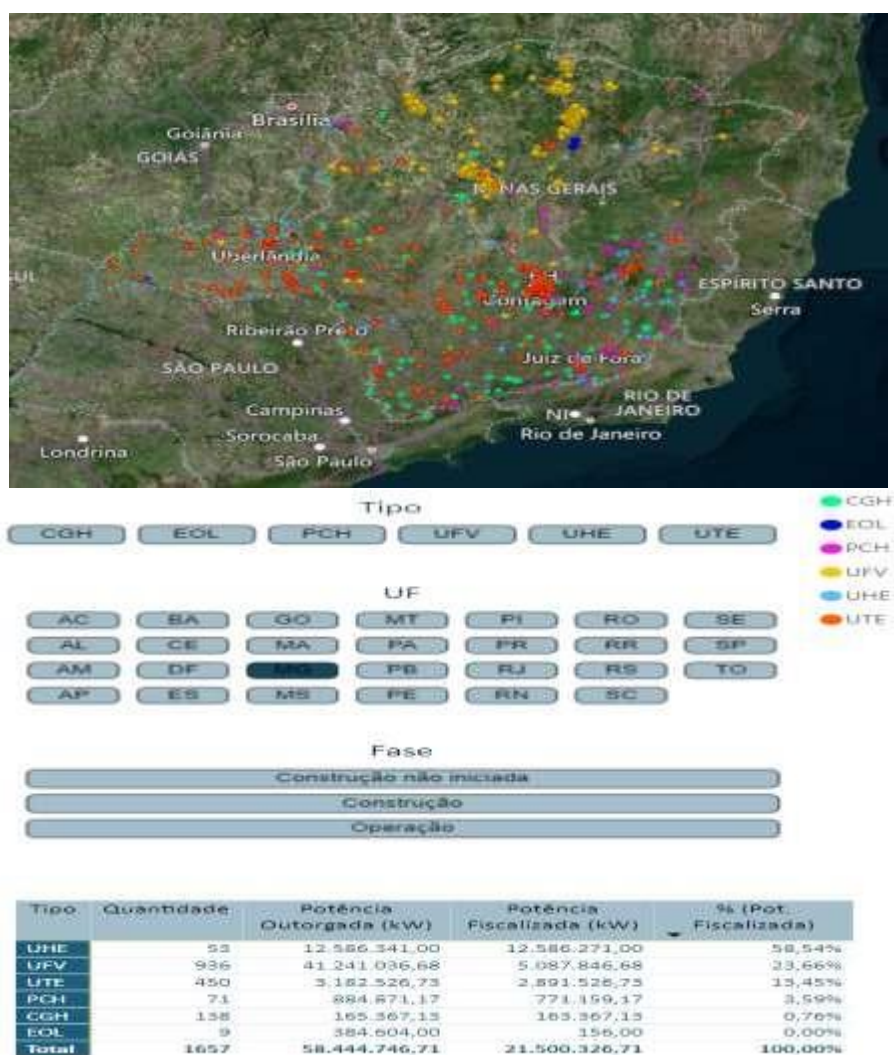 Brasília
Goiânia
GOIÁS
MINAS GERAIS
Uberlândia
ESPÍRITO SANTO
Contagem
Serra
Ribeirão Preto
Juiz de Fora
SÃO PAULO
RIO DE
JANEIRO
Campinas
NI
Sorocaba
Rio de Janeiro
Londrina
São Paulo
Tipo
CGH EOL PCH UFV UHE UTE
CGH
EOL
PCH
UFV
UHE
UTE
UF
AC BA GO MT PI RO SE
AL CE MA PA PR RR SP
AM DF MG PB RJ RS TO
AP ES MS PE RN SC
Fase
Construção não iniciada
Construção
Operação
Tipo Quantidade Potência Outorgada (kW) Potência Fiscalizada (kW) % (Pot. Fiscalizada)
UHE 53 12.586.341,00 12.586.271,00 58,54%
UFV 936 41.241.036,68 5.087.846,68 23,66%
UTE 450 3.182.526,73 2.891.526,73 13,45%
PCH 71 884.871,17 771.159,17 3,59%
CGH 138 165.367,13 163.367,13 0,76%
EOL 9 384.604,00 156,00 0,00%
Total 1657 58.444.746,71 21.500.326,71 100,00%